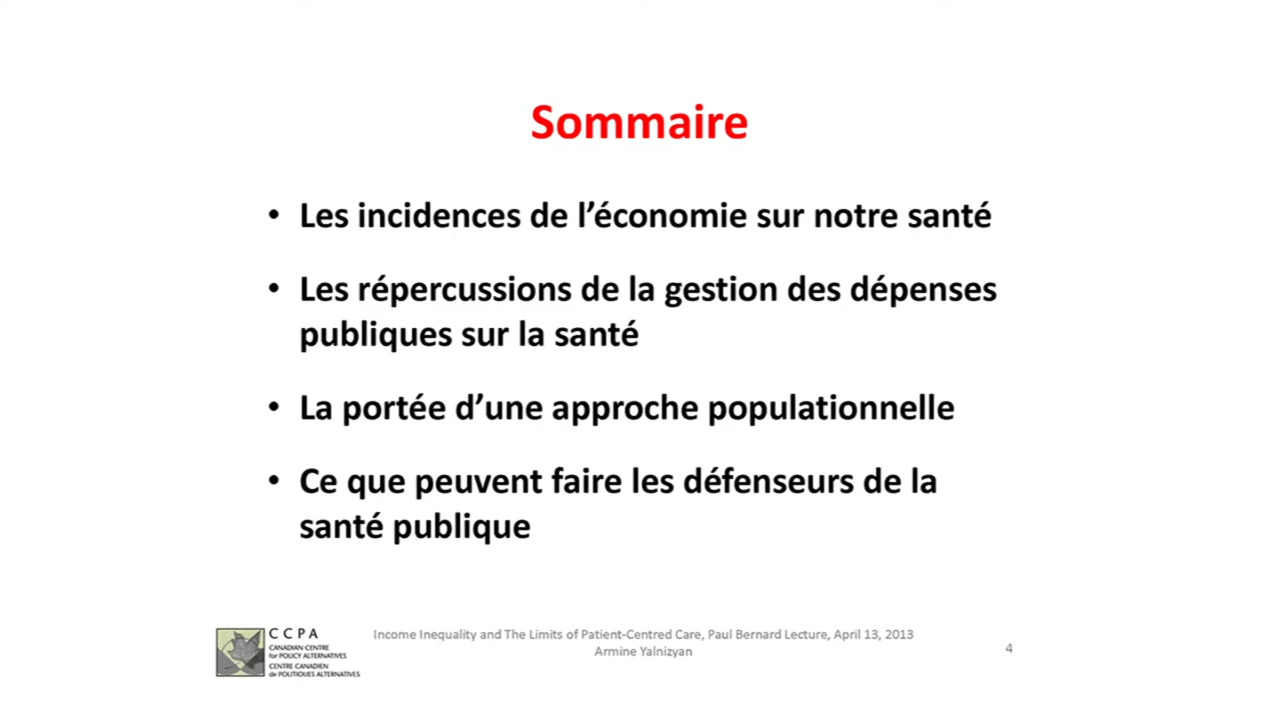 Sommaire
• Les incidences de l’économie sur notre santé
• Les répercussions de la gestion des dépenses
publiques sur la santé
• La portée d’une approche populationnelle
• Ce que peuvent faire les défenseurs de la
santé publique
CCPA
CANADIAN CENTRE
for POLICY ALTERNATIVES
CENTRE CANADIEN
de POLITIQUES ALTERNATIVES
Income Inequality and The Limits of Patient-Centred Care, Paul Bernard Lecture, April 13, 2013
Armine Yalnizyan
4